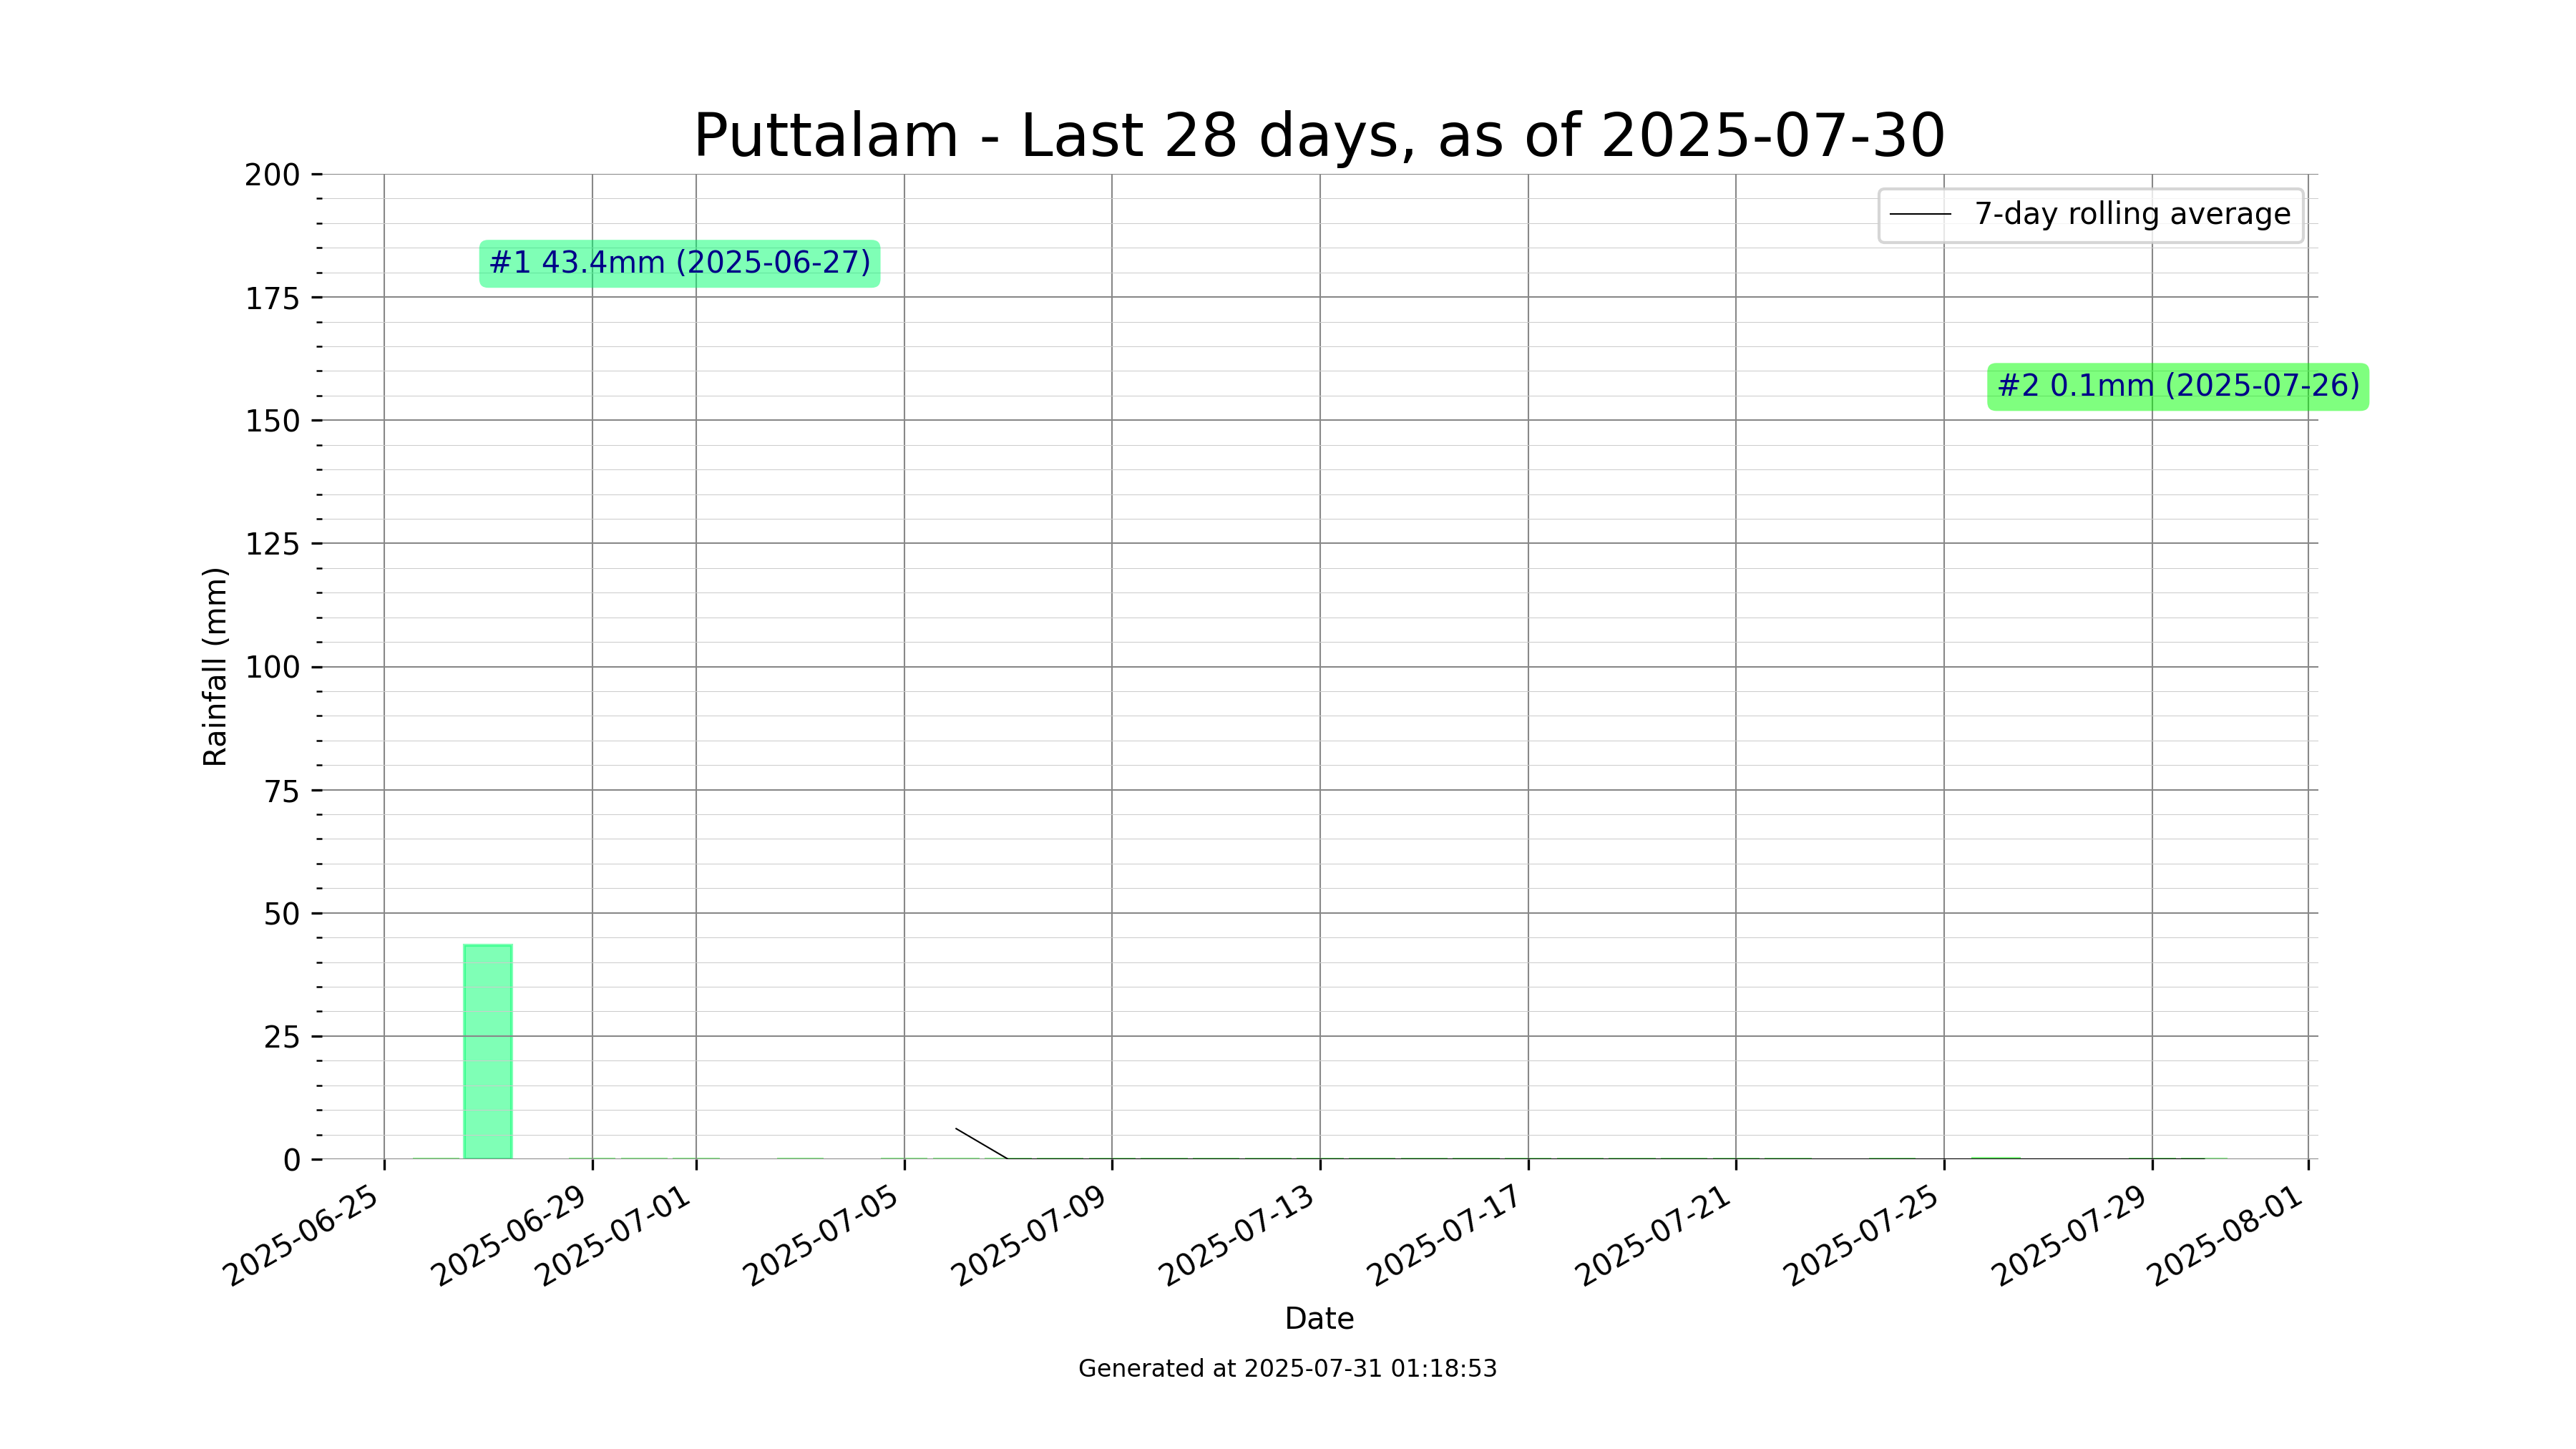 Puttalam - Last 28 days, as of 2025-07-30
200
175
150
125
100
75
50
25
0
Rainfall (mm)
7-day rolling average
#1 43.4mm (2025-06-27)
#2 0.1mm (2025-07-26)
2025-06-25
2025-06-29
2025-07-01
2025-07-05
2025-07-09
2025-07-13
2025-07-17
2025-07-21
2025-07-25
2025-07-29
2025-08-01
Date
Generated at 2025-07-31 01:18:53